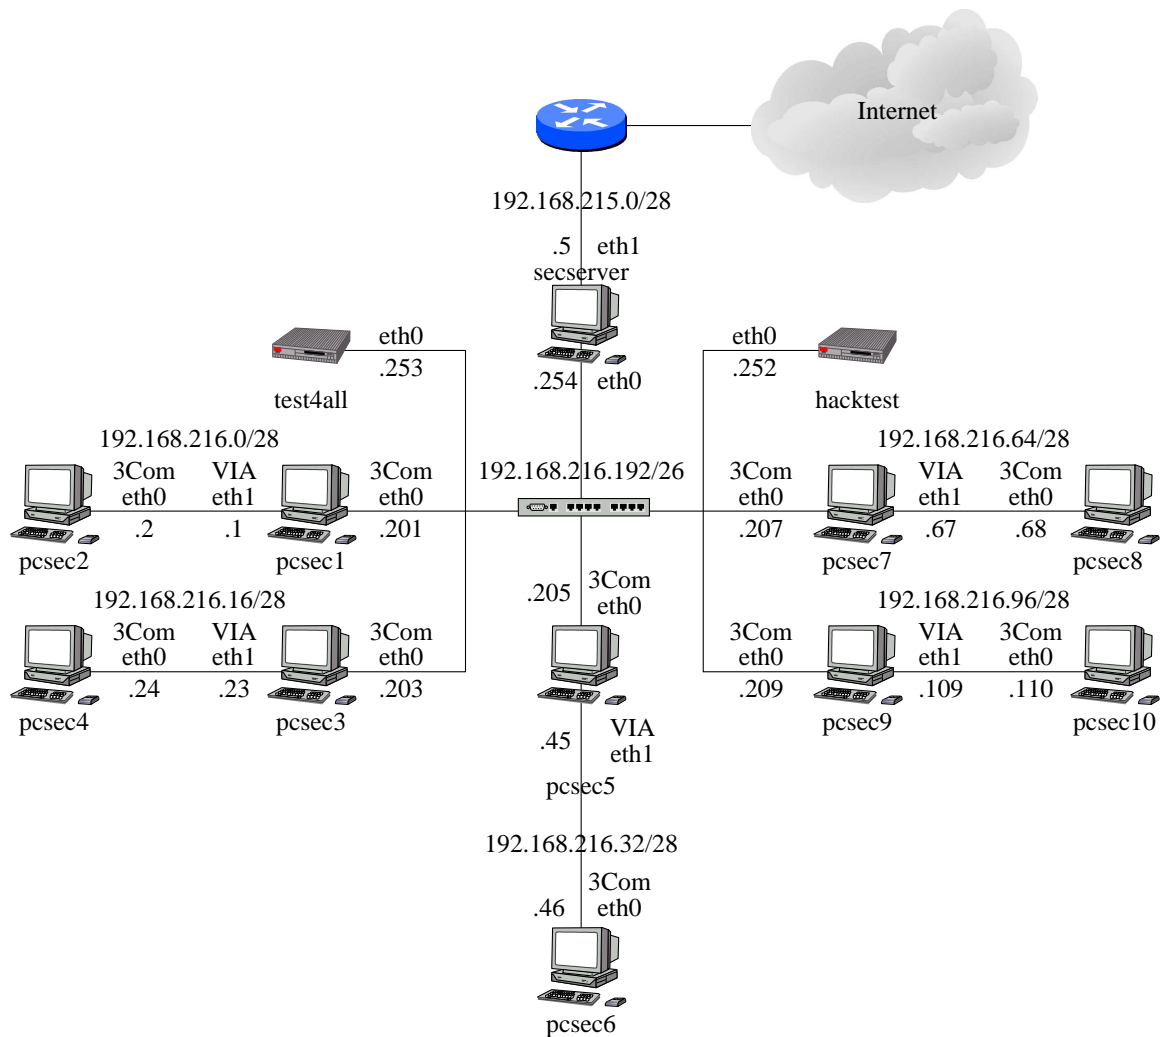 Internet
192.168.215.0/28
.5 eth1
secserver
eth0
.253
test4all
.254 eth0
eth0
.252
hacktest
192.168.216.0/28
192.168.216.192/26
192.168.216.64/28
3Com
eth0
.2
VIA
eth1
.1
3Com
eth0
.201
pcsec2
pcsec1
3Com
eth0
.207
VIA
eth1
.67
3Com
eth0
.68
pcsec7
pcsec8
192.168.216.16/28
3Com
eth0
.24
VIA
eth1
.23
3Com
eth0
.203
pcsec4
pcsec3
.205
3Com
eth0
.45
VIA
eth1
pcsec5
192.168.216.96/28
3Com
eth0
.209
VIA
eth1
.109
3Com
eth0
.110
pcsec9
pcsec10
192.168.216.32/28
3Com
.46 eth0
pcsec6